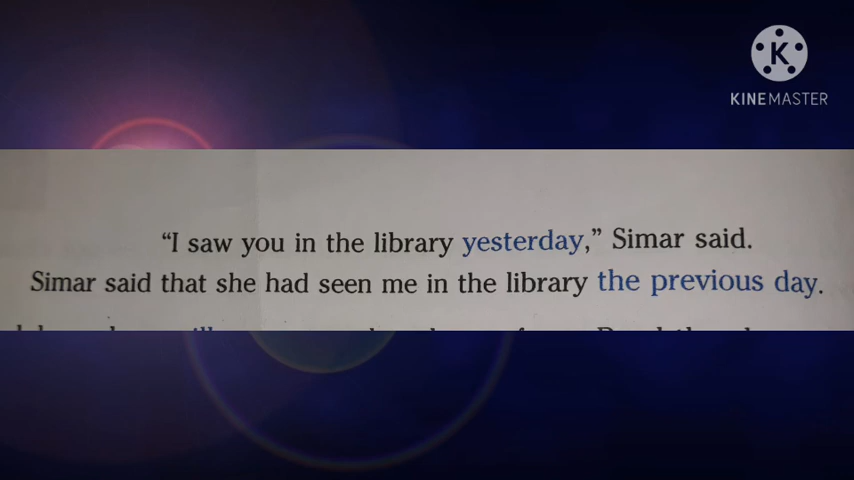 KINEMASTER
“I saw you in the library yesterday,” Simar said.
Simar said that she had seen me in the library the previous day.